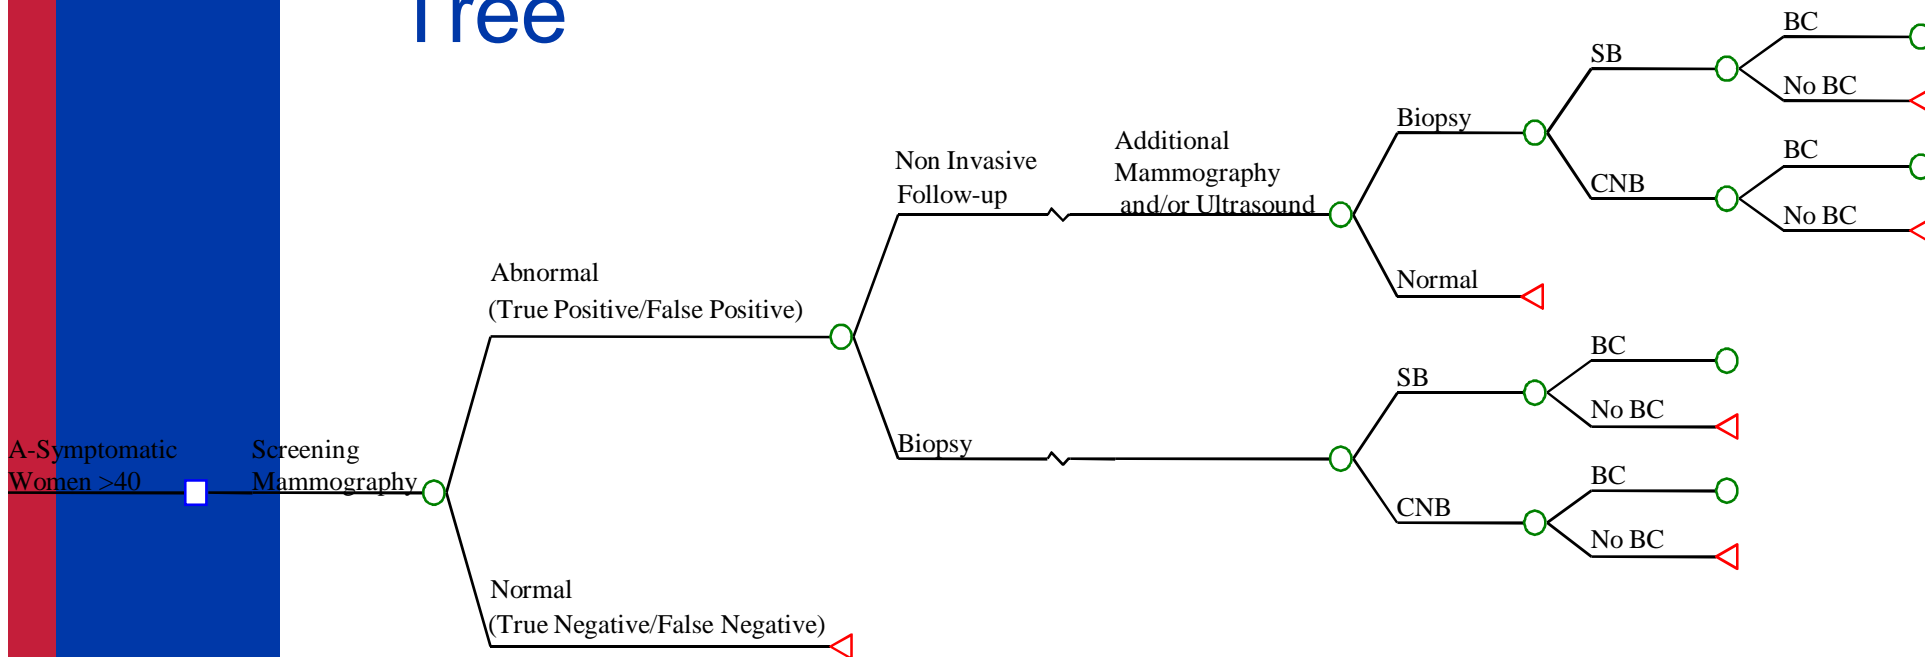 Tree
BC
SB
No BC
Biopsy
Additional
Mammography
and/or Ultrasound
Non Invasive
Follow-up
BC
CNB
No BC
Abnormal
(True Positive/False Positive)
Normal
BC
SB
No BC
A-Symptomatic
Women >40
Screening
Mammography
Biopsy
BC
CNB
No BC
Normal
(True Negative/False Negative)